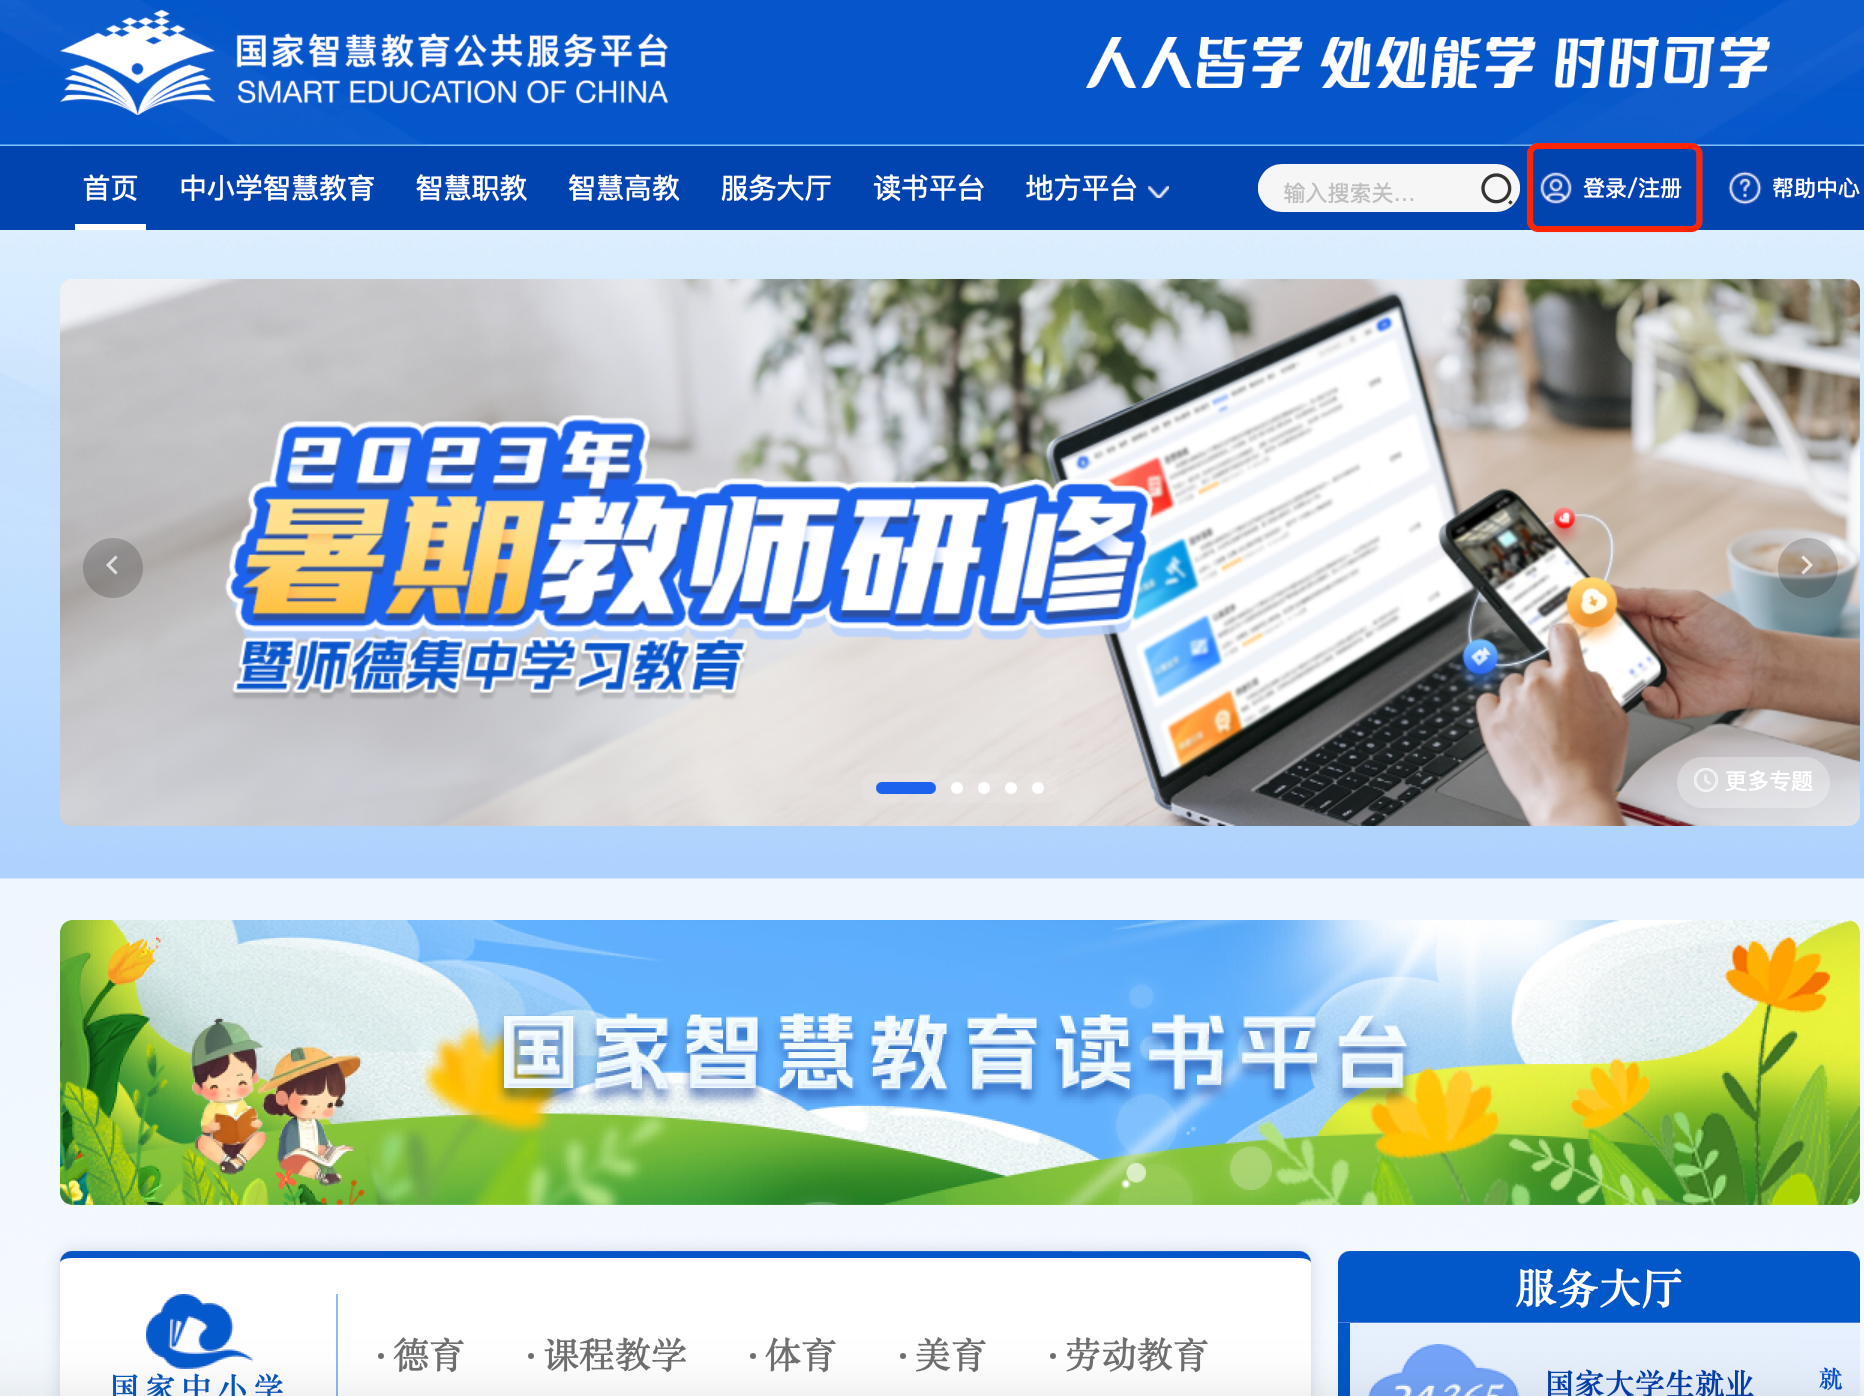 国家智慧教育公共服务平台
SMART EDUCATION OF CHINA
人人皆学 处处能学 时时可学
首页 中小学智慧教育 智慧职教 智慧高教 服务大厅 读书平台 地方平台
输入搜索关...
登录/注册
帮助中心
2023年
暑期教师研修
暨师德集中学习教育
更多专题
国家智慧教育读书平台
国家中小学
·德育 ·课程教学 ·体育 ·美育 ·劳动教育
服务大厅
24365
国家大学生就业
就